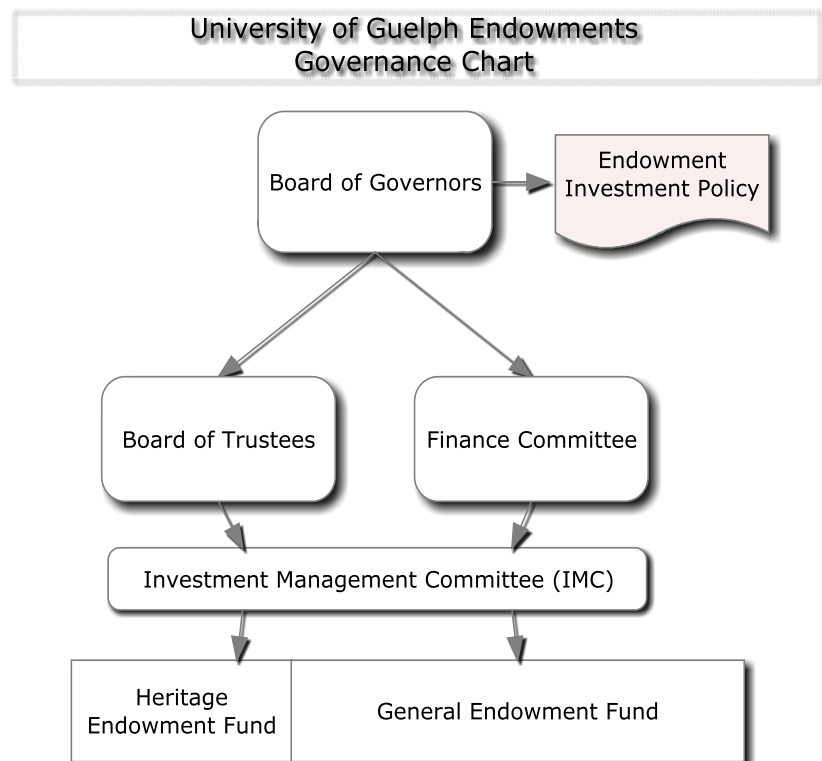 University of Guelph Endowments
Governance Chart
Board of Governors
Endowment
Investment Policy
Board of Trustees
Finance Committee
Investment Management Committee (IMC)
Heritage
Endowment Fund
General Endowment Fund